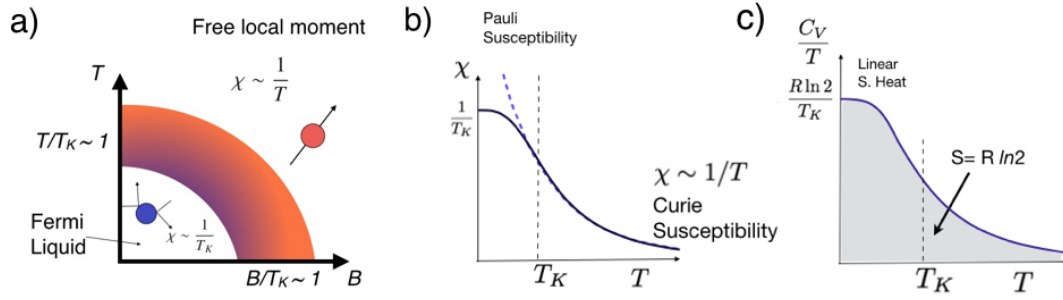 a)
Free local moment
T
χ ~ 1/T
T/T_K ~ 1
χ ~ 1/T_K
Fermi
Liquid
B/T_K ~ 1
B
b)
Pauli
Susceptibility
χ
1/T_K
χ ~ 1/T
Curie
Susceptibility
T_K
T
c)
C_V/T
Linear
S. Heat
R ln 2/T_K
S= R ln2
T_K
T